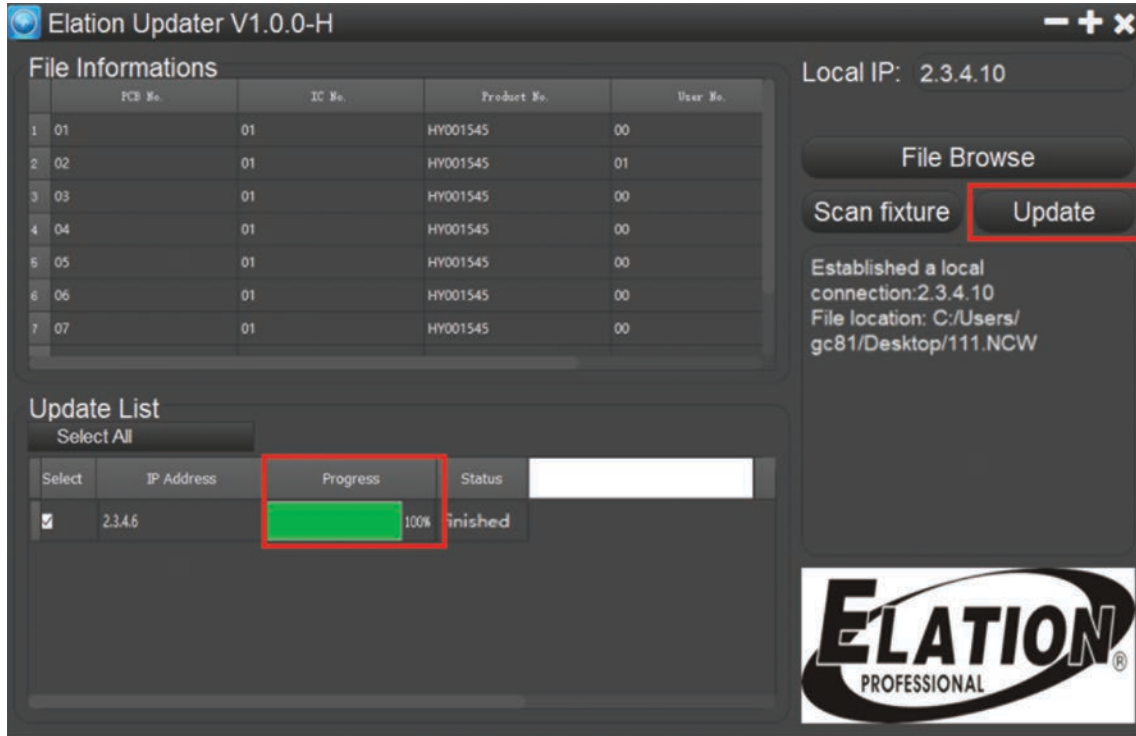 Elation Updater V1.0.0-H
File Informations
PCB No. IC No. Product No. User No.
1 01 01 HY001545 00
2 02 01 HY001545 01
3 03 01 HY001545 00
4 04 01 HY001545 00
5 05 01 HY001545 00
6 06 01 HY001545 00
7 07 01 HY001545 00
Update List
Select All
Select IP Address Progress Status
2.3.4.6 100% finished
Local IP: 2.3.4.10
File Browse
Scan fixture Update
Established a local
connection:2.3.4.10
File location: C:/Users/
gc81/Desktop/111.NCW
ELATION®
PROFESSIONAL